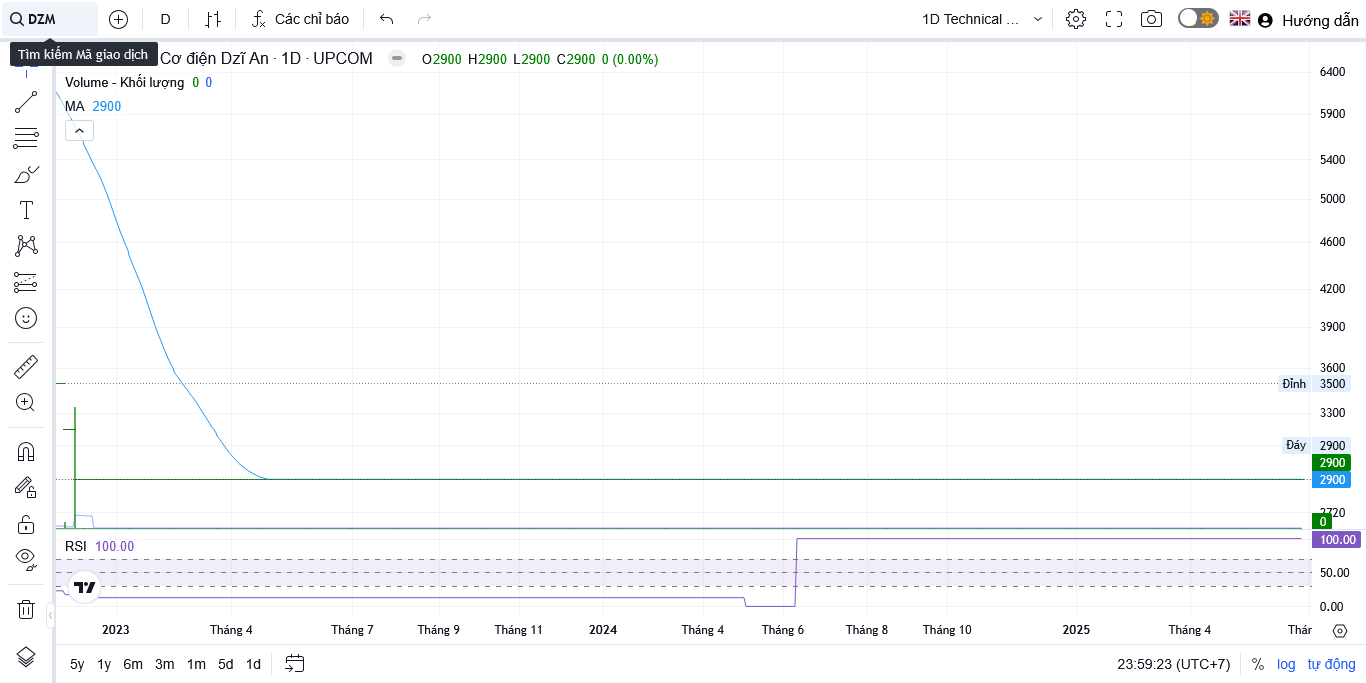 DZM
D
Các chỉ báo
1D Technical ...
Hướng dẫn
Tìm kiếm Mã giao dịch
Cơ điện Dzĩ An · 1D · UPCOM
O2900 H2900 L2900 C2900 0 (0.00%)
Volume - Khối lượng 0 0
MA 2900
6400
5900
5400
5000
4600
4200
3900
3600
Đỉnh 3500
3300
Đáy 2900
2900
2900
2720
0
RSI 100.00
100.00
50.00
0.00
2023 Tháng 4 Tháng 7 Tháng 9 Tháng 11 2024 Tháng 4 Tháng 6 Tháng 8 Tháng 10 2025 Tháng 4 Thár
5y 1y 6m 3m 1m 5d 1d
23:59:23 (UTC+7) % log tự động